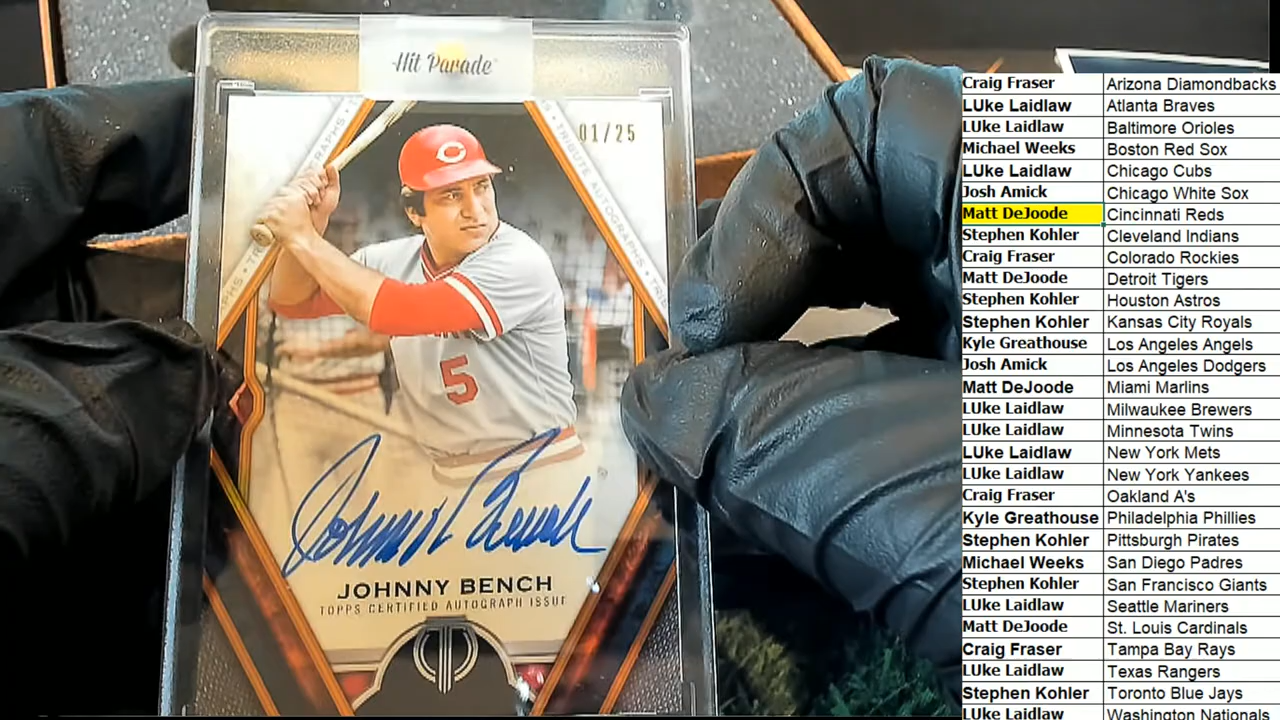 Hit Parade
01/25
TRIBUTE AUTOGRAPHS
C
5
Johnny Bench
JOHNNY BENCH
TOPPS CERTIFIED AUTOGRAPH ISSUE
Craig Fraser Arizona Diamondbacks
LUke Laidlaw Atlanta Braves
LUke Laidlaw Baltimore Orioles
Michael Weeks Boston Red Sox
LUke Laidlaw Chicago Cubs
Josh Amick Chicago White Sox
Matt DeJoode Cincinnati Reds
Stephen Kohler Cleveland Indians
Craig Fraser Colorado Rockies
Matt DeJoode Detroit Tigers
Stephen Kohler Houston Astros
Stephen Kohler Kansas City Royals
Kyle Greathouse Los Angeles Angels
Josh Amick Los Angeles Dodgers
Matt DeJoode Miami Marlins
LUke Laidlaw Milwaukee Brewers
LUke Laidlaw Minnesota Twins
LUke Laidlaw New York Mets
LUke Laidlaw New York Yankees
Craig Fraser Oakland A's
Kyle Greathouse Philadelphia Phillies
Stephen Kohler Pittsburgh Pirates
Michael Weeks San Diego Padres
Stephen Kohler San Francisco Giants
LUke Laidlaw Seattle Mariners
Matt DeJoode St. Louis Cardinals
Craig Fraser Tampa Bay Rays
LUke Laidlaw Texas Rangers
Stephen Kohler Toronto Blue Jays
LUke Laidlaw Washington Nationals